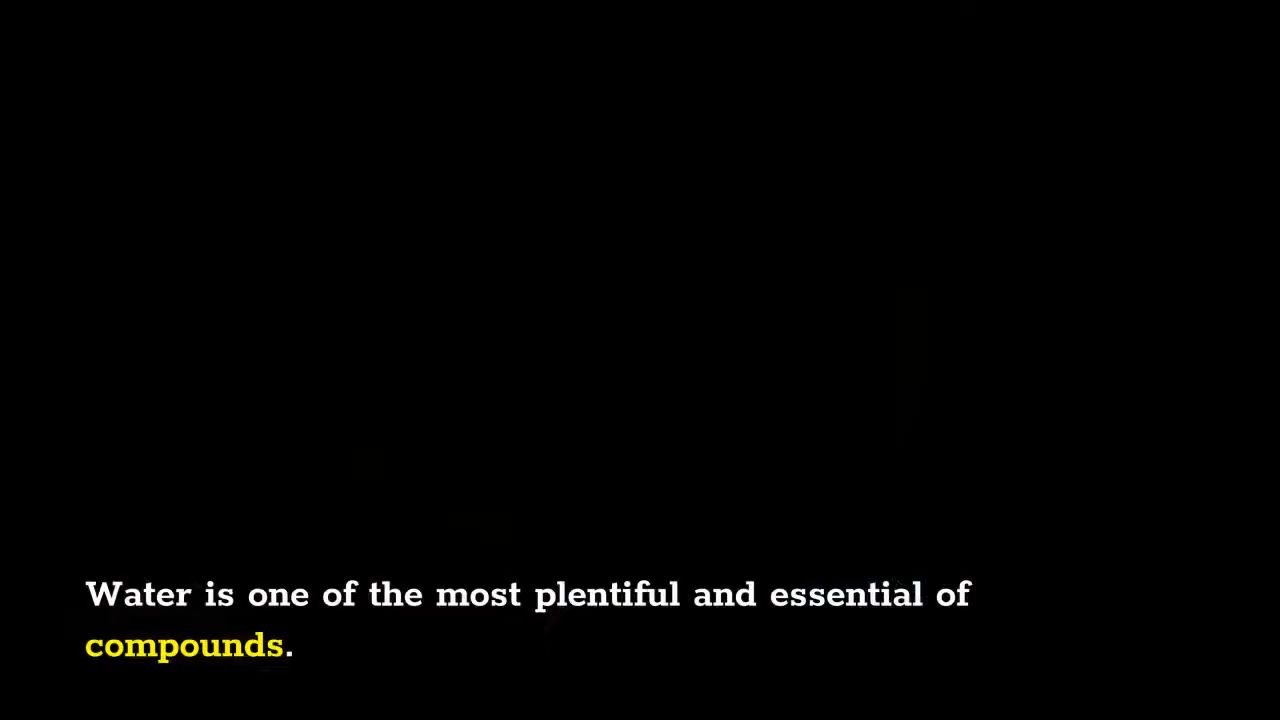 Water is one of the most plentiful and essential of
compounds.